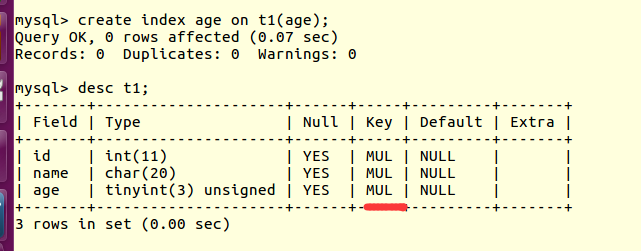 mysql> create index age on t1(age);
Query OK, 0 rows affected (0.07 sec)
Records: 0  Duplicates: 0  Warnings: 0

mysql> desc t1;
+-------+---------------------+------+-----+---------+-------+
| Field | Type                | Null | Key | Default | Extra |
+-------+---------------------+------+-----+---------+-------+
| id    | int(11)             | YES  | MUL | NULL    |       |
| name  | char(20)            | YES  | MUL | NULL    |       |
| age   | tinyint(3) unsigned | YES  | MUL | NULL    |       |
+-------+---------------------+------+-----+---------+-------+
3 rows in set (0.00 sec)